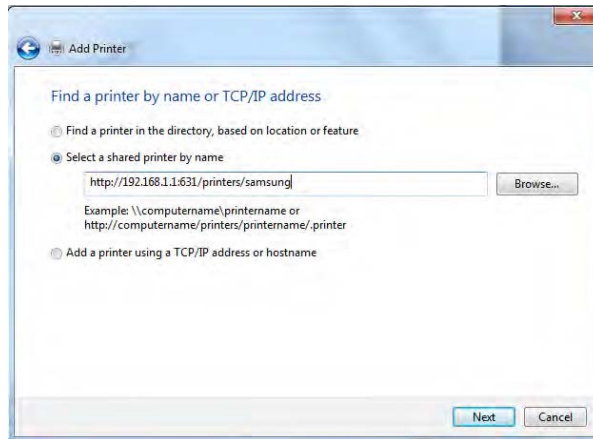 Add Printer
Find a printer by name or TCP/IP address
Find a printer in the directory, based on location or feature
Select a shared printer by name
http://192.168.1.1:631/printers/samsung
Browse...
Example: \\computername\printername or
http://computername/printers/printername/.printer
Add a printer using a TCP/IP address or hostname
Next
Cancel